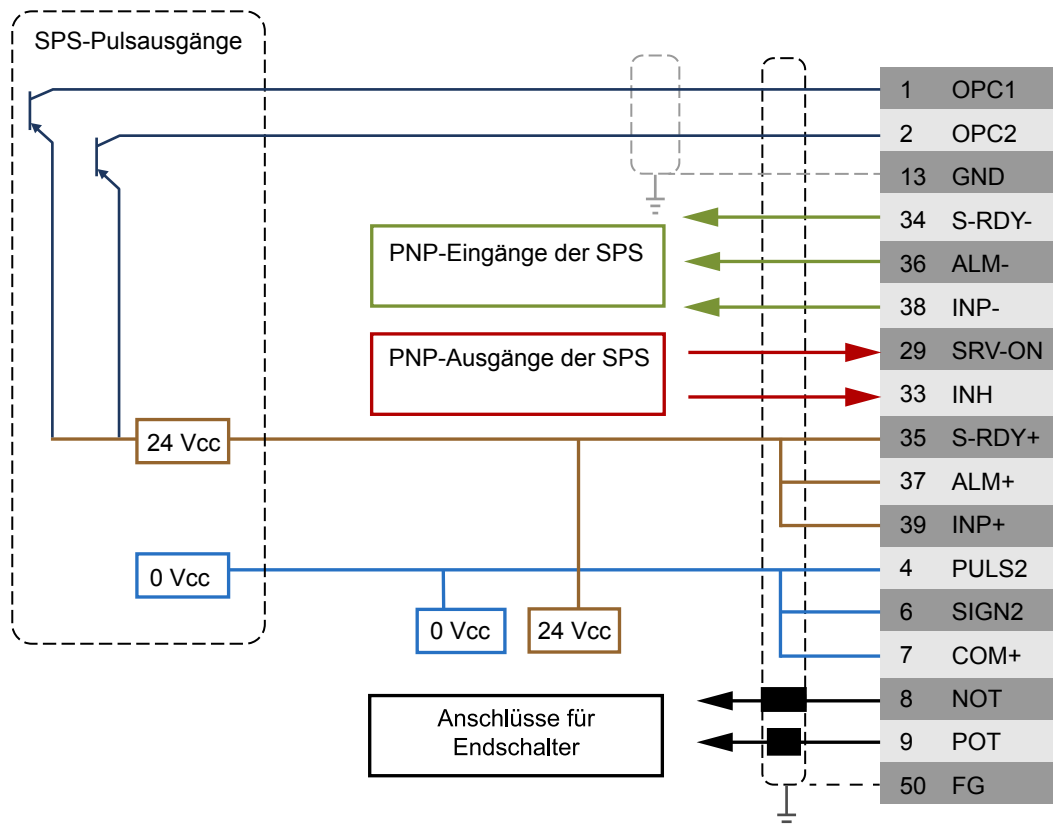 SPS-Pulsausgänge
1 OPC1
2 OPC2
13 GND
34 S-RDY-
PNP-Eingänge der SPS
36 ALM-
38 INP-
PNP-Ausgänge der SPS
29 SRV-ON
33 INH
24 Vcc
35 S-RDY+
37 ALM+
39 INP+
0 Vcc
4 PULS2
0 Vcc
24 Vcc
6 SIGN2
7 COM+
Anschlüsse für
Endschalter
8 NOT
9 POT
50 FG